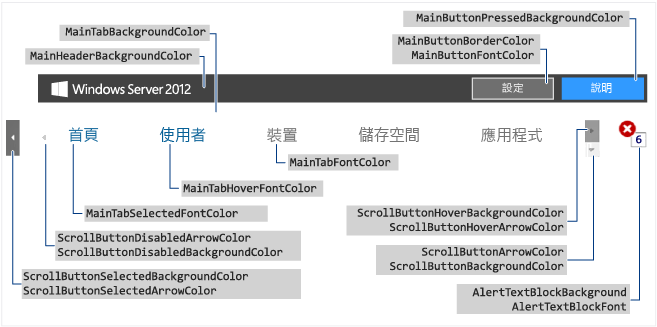 MainButtonPressedBackgroundColor
MainTabBackgroundColor
MainButtonBorderColor
MainButtonFontColor
MainHeaderBackgroundColor
Windows Server 2012
設定
說明
首頁
使用者
裝置
儲存空間
應用程式
6
MainTabFontColor
MainTabHoverFontColor
MainTabSelectedFontColor
ScrollButtonHoverBackgroundColor
ScrollButtonHoverArrowColor
ScrollButtonDisabledArrowColor
ScrollButtonDisabledBackgroundColor
ScrollButtonArrowColor
ScrollButtonBackgroundColor
ScrollButtonSelectedBackgroundColor
ScrollButtonSelectedArrowColor
AlertTextBlockBackground
AlertTextBlockFont